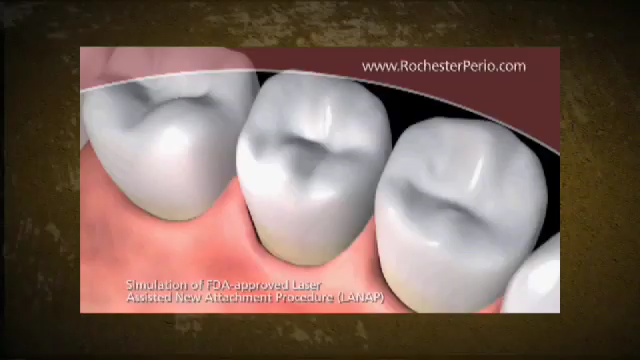 www.RochesterPerio.com
Simulation of FDA-approved Laser
Assisted New Attachment Procedure (LANAP)